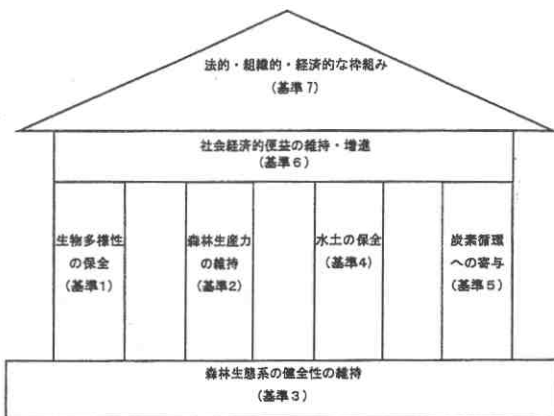 法的・組織的・経済的な枠組み
(基準7)
社会経済的便益の維持・増進
(基準6)
生物多様性
の保全
(基準1)
森林生産力
の維持
(基準2)
水土の保全
(基準4)
炭素循環
への寄与
(基準5)
森林生態系の健全性の維持
(基準3)